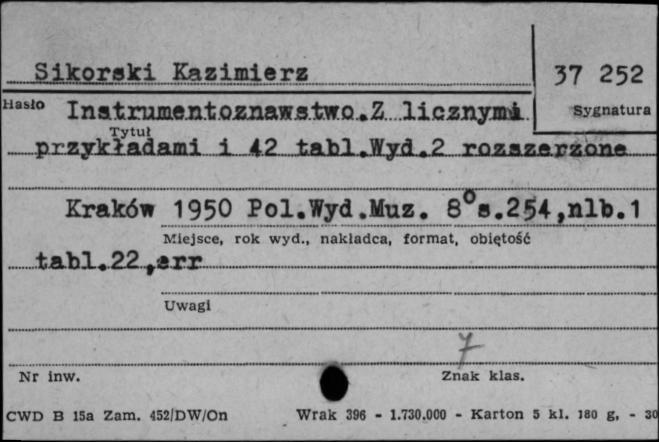 Sikorski Kazimierz
37 252
Hasło
Sygnatura
Instrumentoznawstwo.Z licznymi
Tytuł
przykładami i 42 tabl.Wyd.2 rozszerzone
Kraków 1950 Pol.Wyd.Muz. 8° s.254,nlb.1
Miejsce, rok wyd., nakładca, format, objętość
tabl.22,err
Uwagi
7
Nr inw.
Znak klas.
CWD B 15a Zam. 452/DW/On Wrak 396 - 1.730.000 - Karton 5 kl. 180 g, - 30